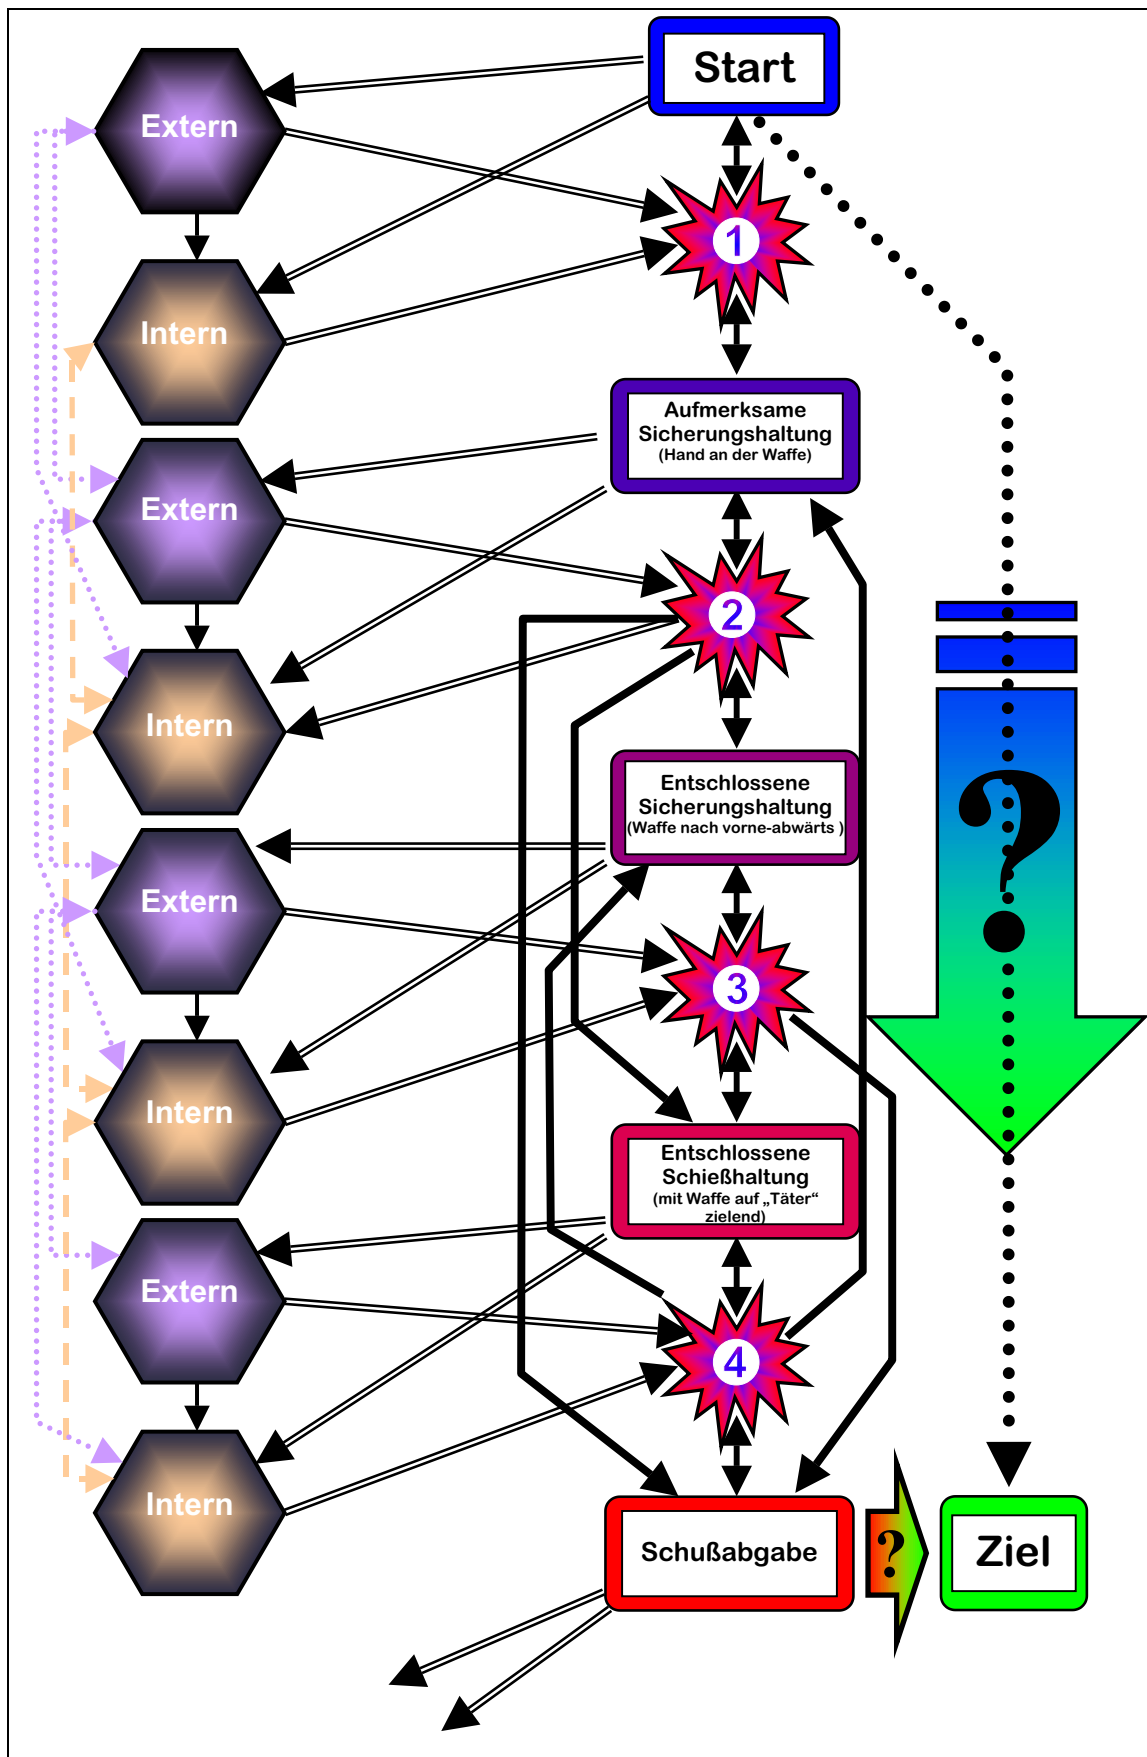 Start
Extern
1
Intern
Aufmerksame
Sicherungshaltung
(Hand an der Waffe)
Extern
2
Intern
Entschlossene
Sicherungshaltung
(Waffe nach vorne-abwärts )
?
Extern
3
Intern
Entschlossene
Schießhaltung
(mit Waffe auf „Täter“
zielend)
Extern
4
Intern
Schußabgabe
?
Ziel